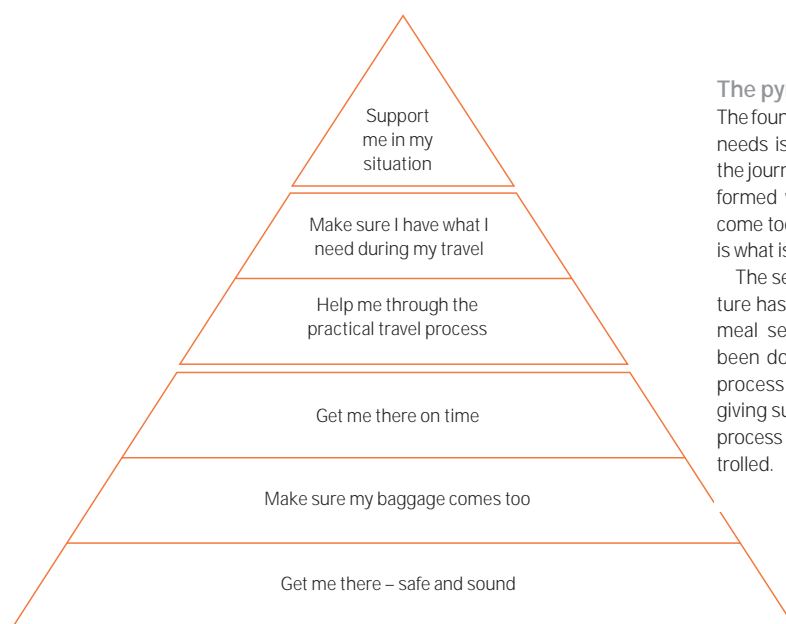 Support
me in my
situation
Make sure I have what I
need during my travel
Help me through the
practical travel process
Get me there on time
Make sure my baggage comes too
Get me there – safe and sound
The
The foun
needs is
the journ
formed
come too
is what is
The se
ture has
meal se
been do
process
giving su
process
trolled.